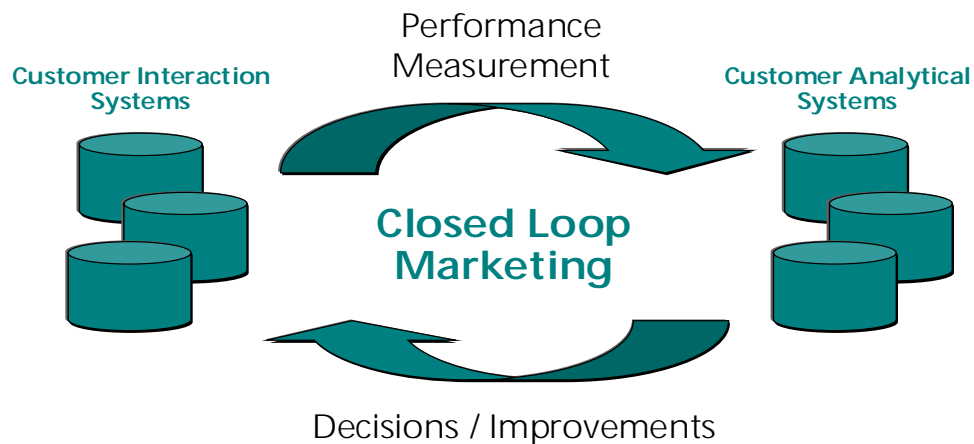 Performance
Measurement
Customer Interaction
Systems
Customer Analytical
Systems
Closed Loop
Marketing
Decisions / Improvements